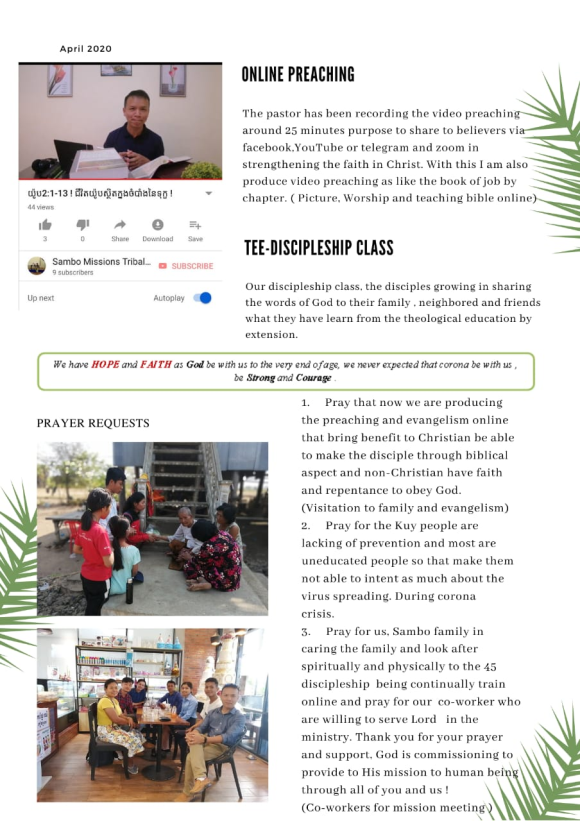 April 2020
យ៉ូប2:1-13 ! ជីវិតយ៉ូបស្ថិតក្នុងចំប៉ាំងនៃទុក្ខ !
44 views
3
0
Share
Download
Save
Sambo Missions Tribal...
9 subscribers
SUBSCRIBE
Up next
Autoplay
ONLINE PREACHING
The pastor has been recording the video preaching
around 25 minutes purpose to share to believers via
facebook,YouTube or telegram and zoom in
strengthening the faith in Christ. With this I am also
produce video preaching as like the book of job by
chapter. ( Picture, Worship and teaching bible online)
TEE-DISCIPLESHIP CLASS
Our discipleship class, the disciples growing in sharing
the words of God to their family , neighbored and friends
what they have learn from the theological education by
extension.
We have HOPE and FAITH as God be with us to the very end of age, we never expected that corona be with us ,
be Strong and Courage .
PRAYER REQUESTS
1. Pray that now we are producing
the preaching and evangelism online
that bring benefit to Christian be able
to make the disciple through biblical
aspect and non-Christian have faith
and repentance to obey God.
(Visitation to family and evangelism)
2. Pray for the Kuy people are
lacking of prevention and most are
uneducated people so that make them
not able to intent as much about the
virus spreading. During corona
crisis.
3. Pray for us, Sambo family in
caring the family and look after
spiritually and physically to the 45
discipleship being continually train
online and pray for our co-worker who
are willing to serve Lord in the
ministry. Thank you for your prayer
and support, God is commissioning to
provide to His mission to human being
through all of you and us !
(Co-workers for mission meeting )